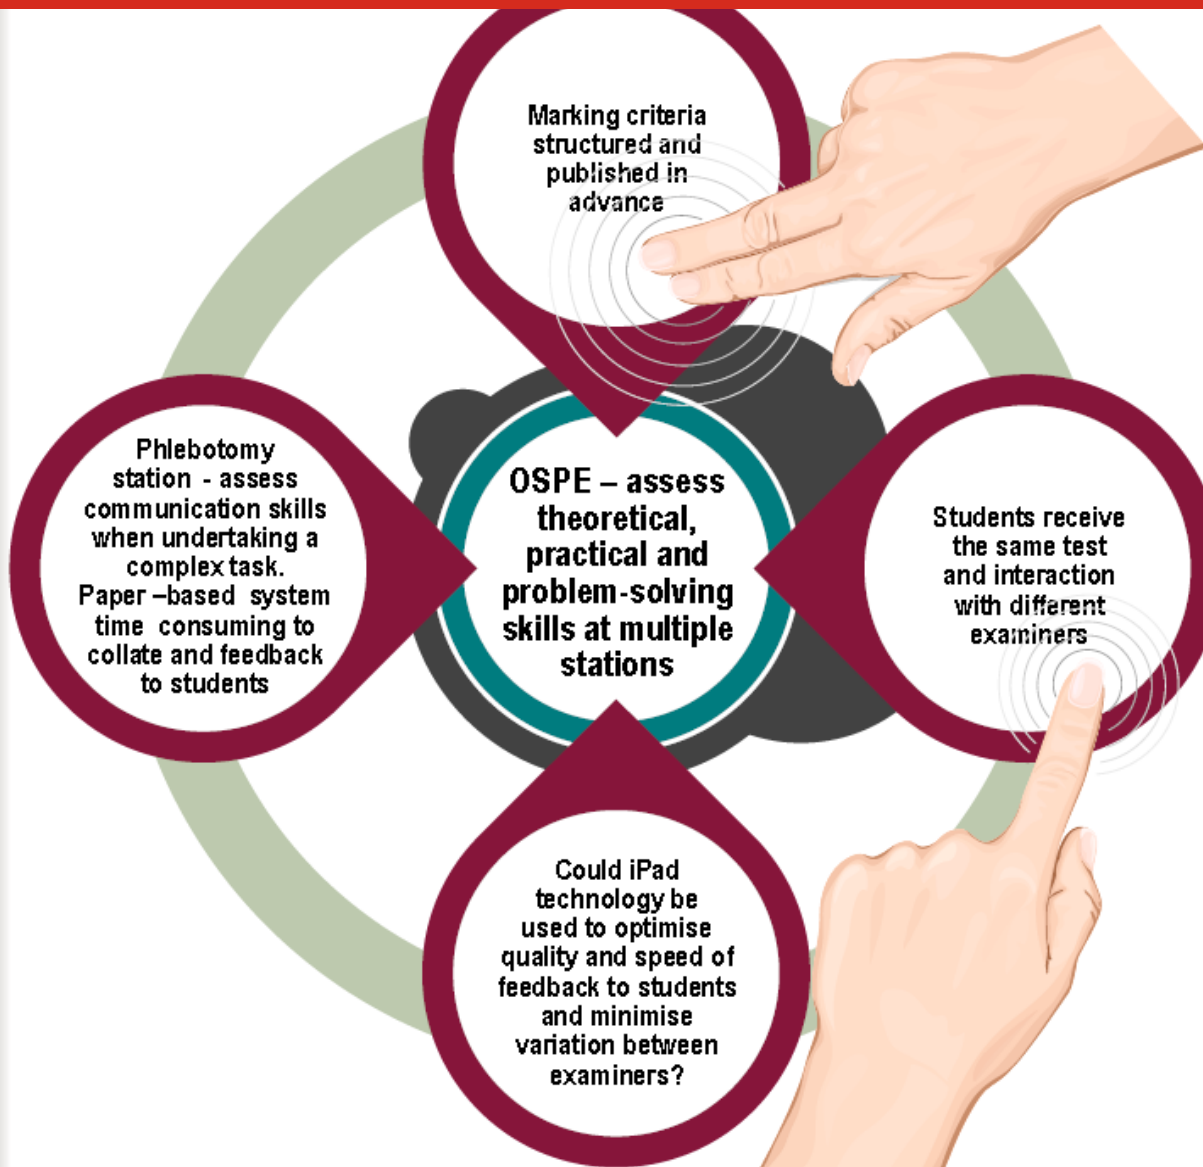 Marking criteria
structured and
published in
advance
Phlebotomy
station - assess
communication skills
when undertaking a
complex task.
Paper –based system
time consuming to
collate and feedback
to students
OSPE – assess
theoretical,
practical and
problem-solving
skills at multiple
stations
Students receive
the same test
and interaction
with different
examiners
Could iPad
technology be
used to optimise
quality and speed of
feedback to students
and minimise
variation between
examiners?